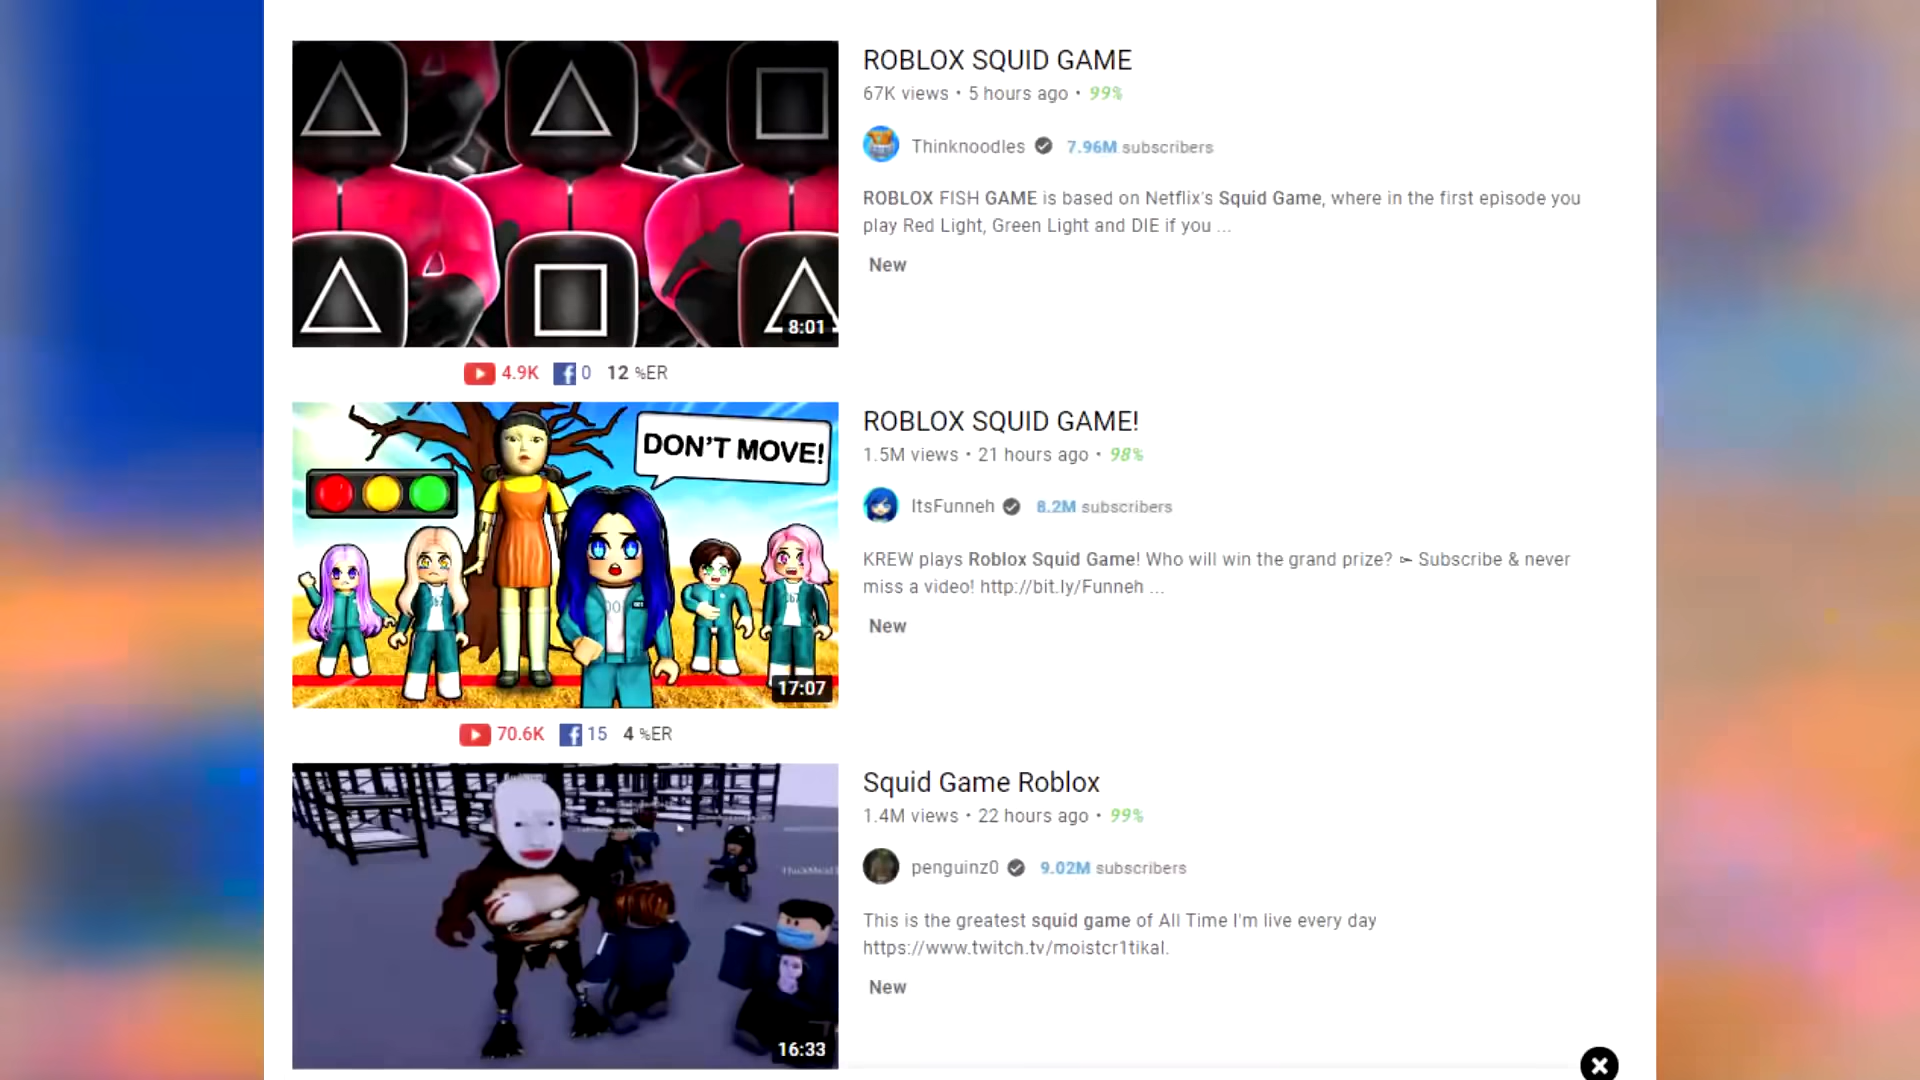 ROBLOX SQUID GAME
67K views • 5 hours ago • 99%
Thinknoodles 7.96M subscribers
ROBLOX FISH GAME is based on Netflix's Squid Game, where in the first episode you
play Red Light, Green Light and DIE if you ...
New
8:01
4.9K 0 12 %ER
DON'T MOVE!
17:07
ROBLOX SQUID GAME!
1.5M views • 21 hours ago • 98%
ItsFunneh 8.2M subscribers
KREW plays Roblox Squid Game! Who will win the grand prize? ➣ Subscribe & never
miss a video! http://bit.ly/Funneh ...
New
70.6K 15 4 %ER
16:33
Squid Game Roblox
1.4M views • 22 hours ago • 99%
penguinz0 9.02M subscribers
This is the greatest squid game of All Time I'm live every day
https://www.twitch.tv/moistcr1tikal.
New